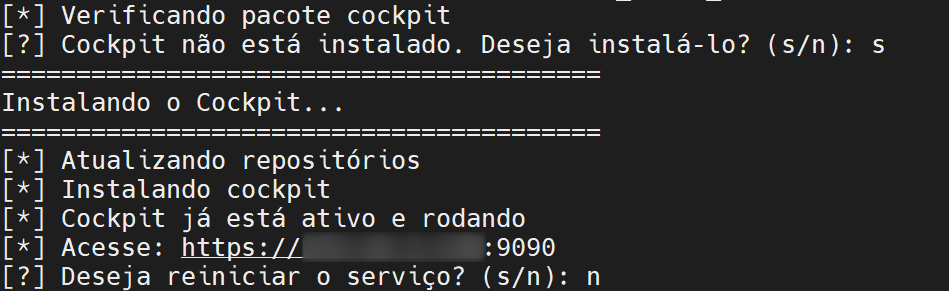 [*] Verificando pacote cockpit
[?] Cockpit não está instalado. Deseja instalá-lo? (s/n): s
========================================
Instalando o Cockpit...
========================================
[*] Atualizando repositórios
[*] Instalando cockpit
[*] Cockpit já está ativo e rodando
[*] Acesse: https:// :9090
[?] Deseja reiniciar o serviço? (s/n): n